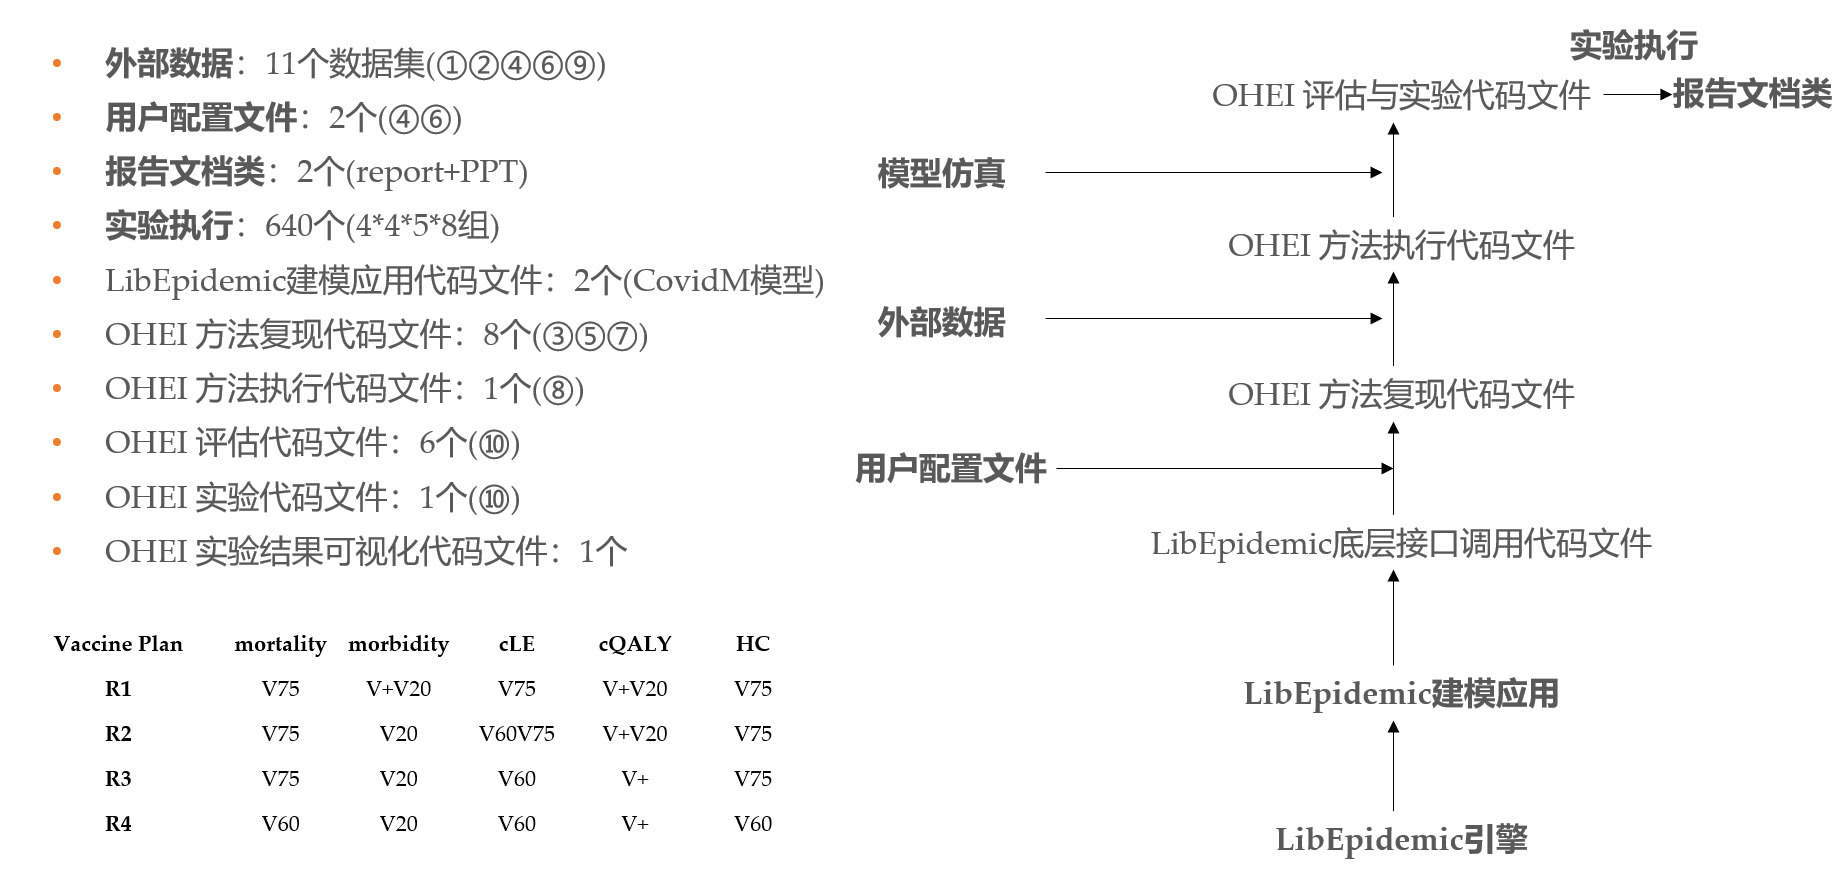 外部数据：11个数据集(①②④⑥⑨)
用户配置文件：2个(④⑥)
报告文档类：2个(report+PPT)
实验执行：640个(4*4*5*8组)
LibEpidemic建模应用代码文件：2个(CovidM模型)
OHEI 方法复现代码文件：8个(③⑤⑦)
OHEI 方法执行代码文件：1个(⑧)
OHEI 评估代码文件：6个(⑩)
OHEI 实验代码文件：1个(⑩)
OHEI 实验结果可视化代码文件：1个
Vaccine Plan mortality morbidity cLE cQALY HC
R1 V75 V+V20 V75 V+V20 V75
R2 V75 V20 V60V75 V+V20 V75
R3 V75 V20 V60 V+ V75
R4 V60 V20 V60 V+ V60
实验执行
OHEI 评估与实验代码文件 报告文档类
模型仿真
OHEI 方法执行代码文件
外部数据
OHEI 方法复现代码文件
用户配置文件
LibEpidemic底层接口调用代码文件
LibEpidemic建模应用
LibEpidemic引擎